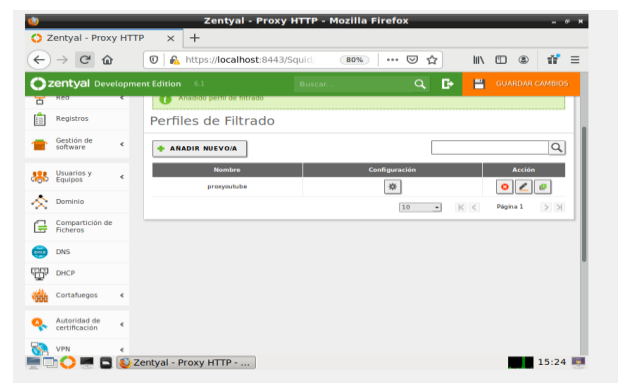 Zentyal - Proxy HTTP - Mozilla Firefox
Zentyal - Proxy HTTP × +
https://localhost:8443/Squid 80%
zentyal Development Edition 6.1 Buscar... GUARDAR CAMBIOS
Red
Añadido perfil de filtrado
Registros
Perfiles de Filtrado
Gestión de
software
AÑADIR NUEVO/A
Usuarios y
Equipos
Nombre Configuración Acción
proxyoutube
Dominio
10 Página 1
Compartición de
Ficheros
DNS
DHCP
Cortafuegos
Autoridad de
certificación
VPN
Zentyal - Proxy HTTP - ... 15:24